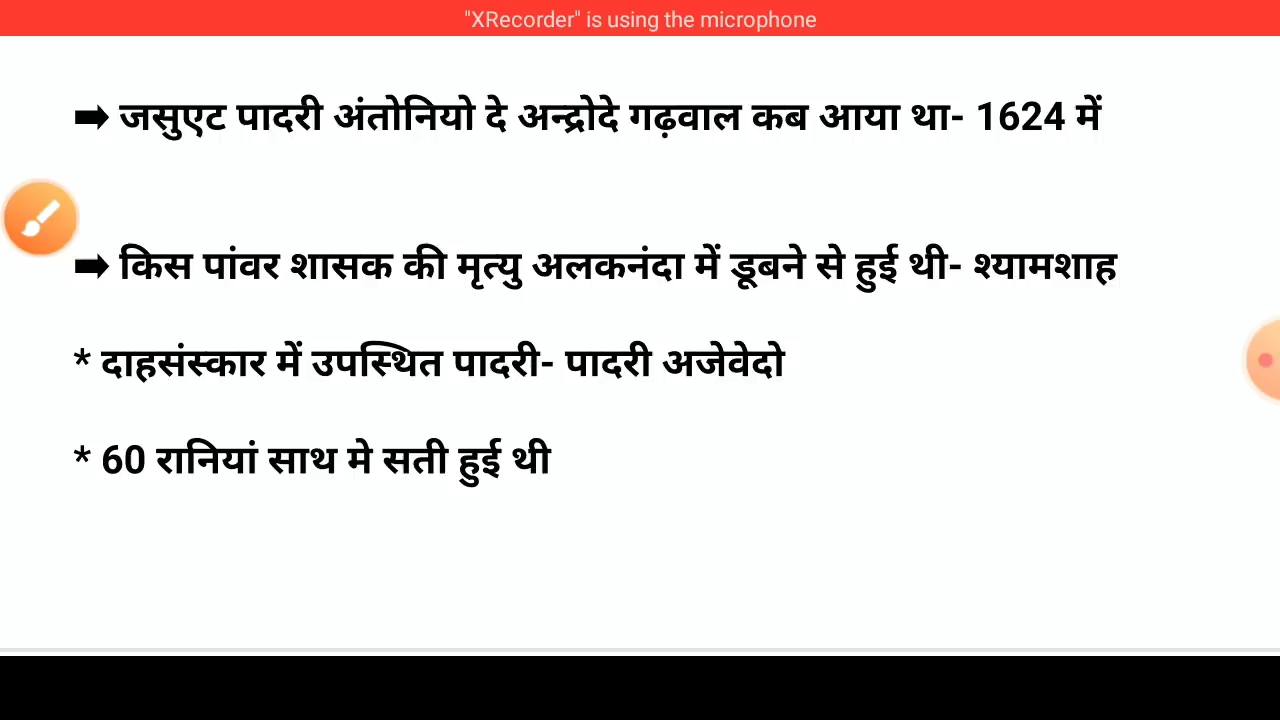 "XRecorder" is using the microphone
➡ जसुएट पादरी अंतोनियो दे अन्द्रोदे गढ़वाल कब आया था- 1624 में
➡ किस पांवर शासक की मृत्यु अलकनंदा में डूबने से हुई थी- श्यामशाह
* दाहसंस्कार में उपस्थित पादरी- पादरी अजेवेदो
* 60 रानियां साथ मे सती हुई थी